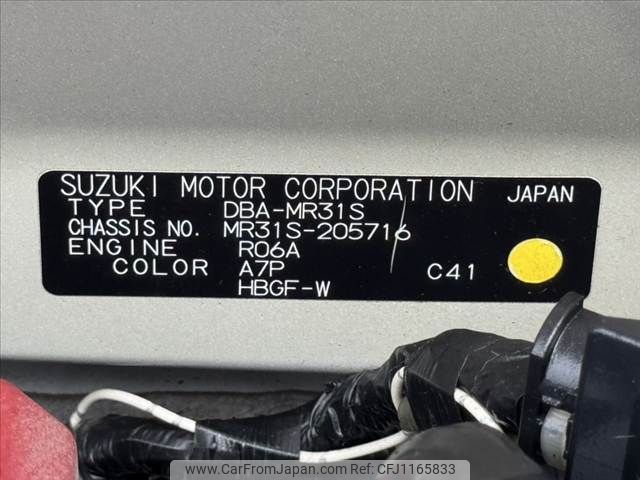 SUZUKI MOTOR CORPORATION JAPAN
TYPE DBA-MR31S
CHASSIS NO. MR31S-205716
ENGINE R06A
COLOR A7P C41
HBGF-W
www.CarFromJapan.com
CFJ1165833